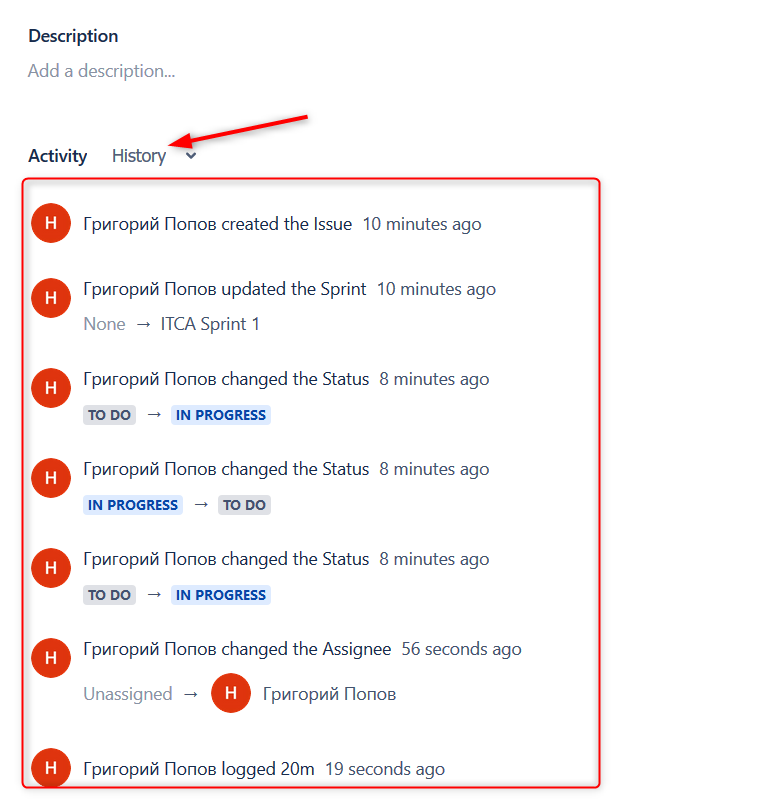 Description
Add a description...
Activity History
H Григорий Попов created the Issue 10 minutes ago
H Григорий Попов updated the Sprint 10 minutes ago
None → ITCA Sprint 1
H Григорий Попов changed the Status 8 minutes ago
TO DO → IN PROGRESS
H Григорий Попов changed the Status 8 minutes ago
IN PROGRESS → TO DO
H Григорий Попов changed the Status 8 minutes ago
TO DO → IN PROGRESS
H Григорий Попов changed the Assignee 56 seconds ago
Unassigned → H Григорий Попов
H Григорий Попов logged 20m 19 seconds ago